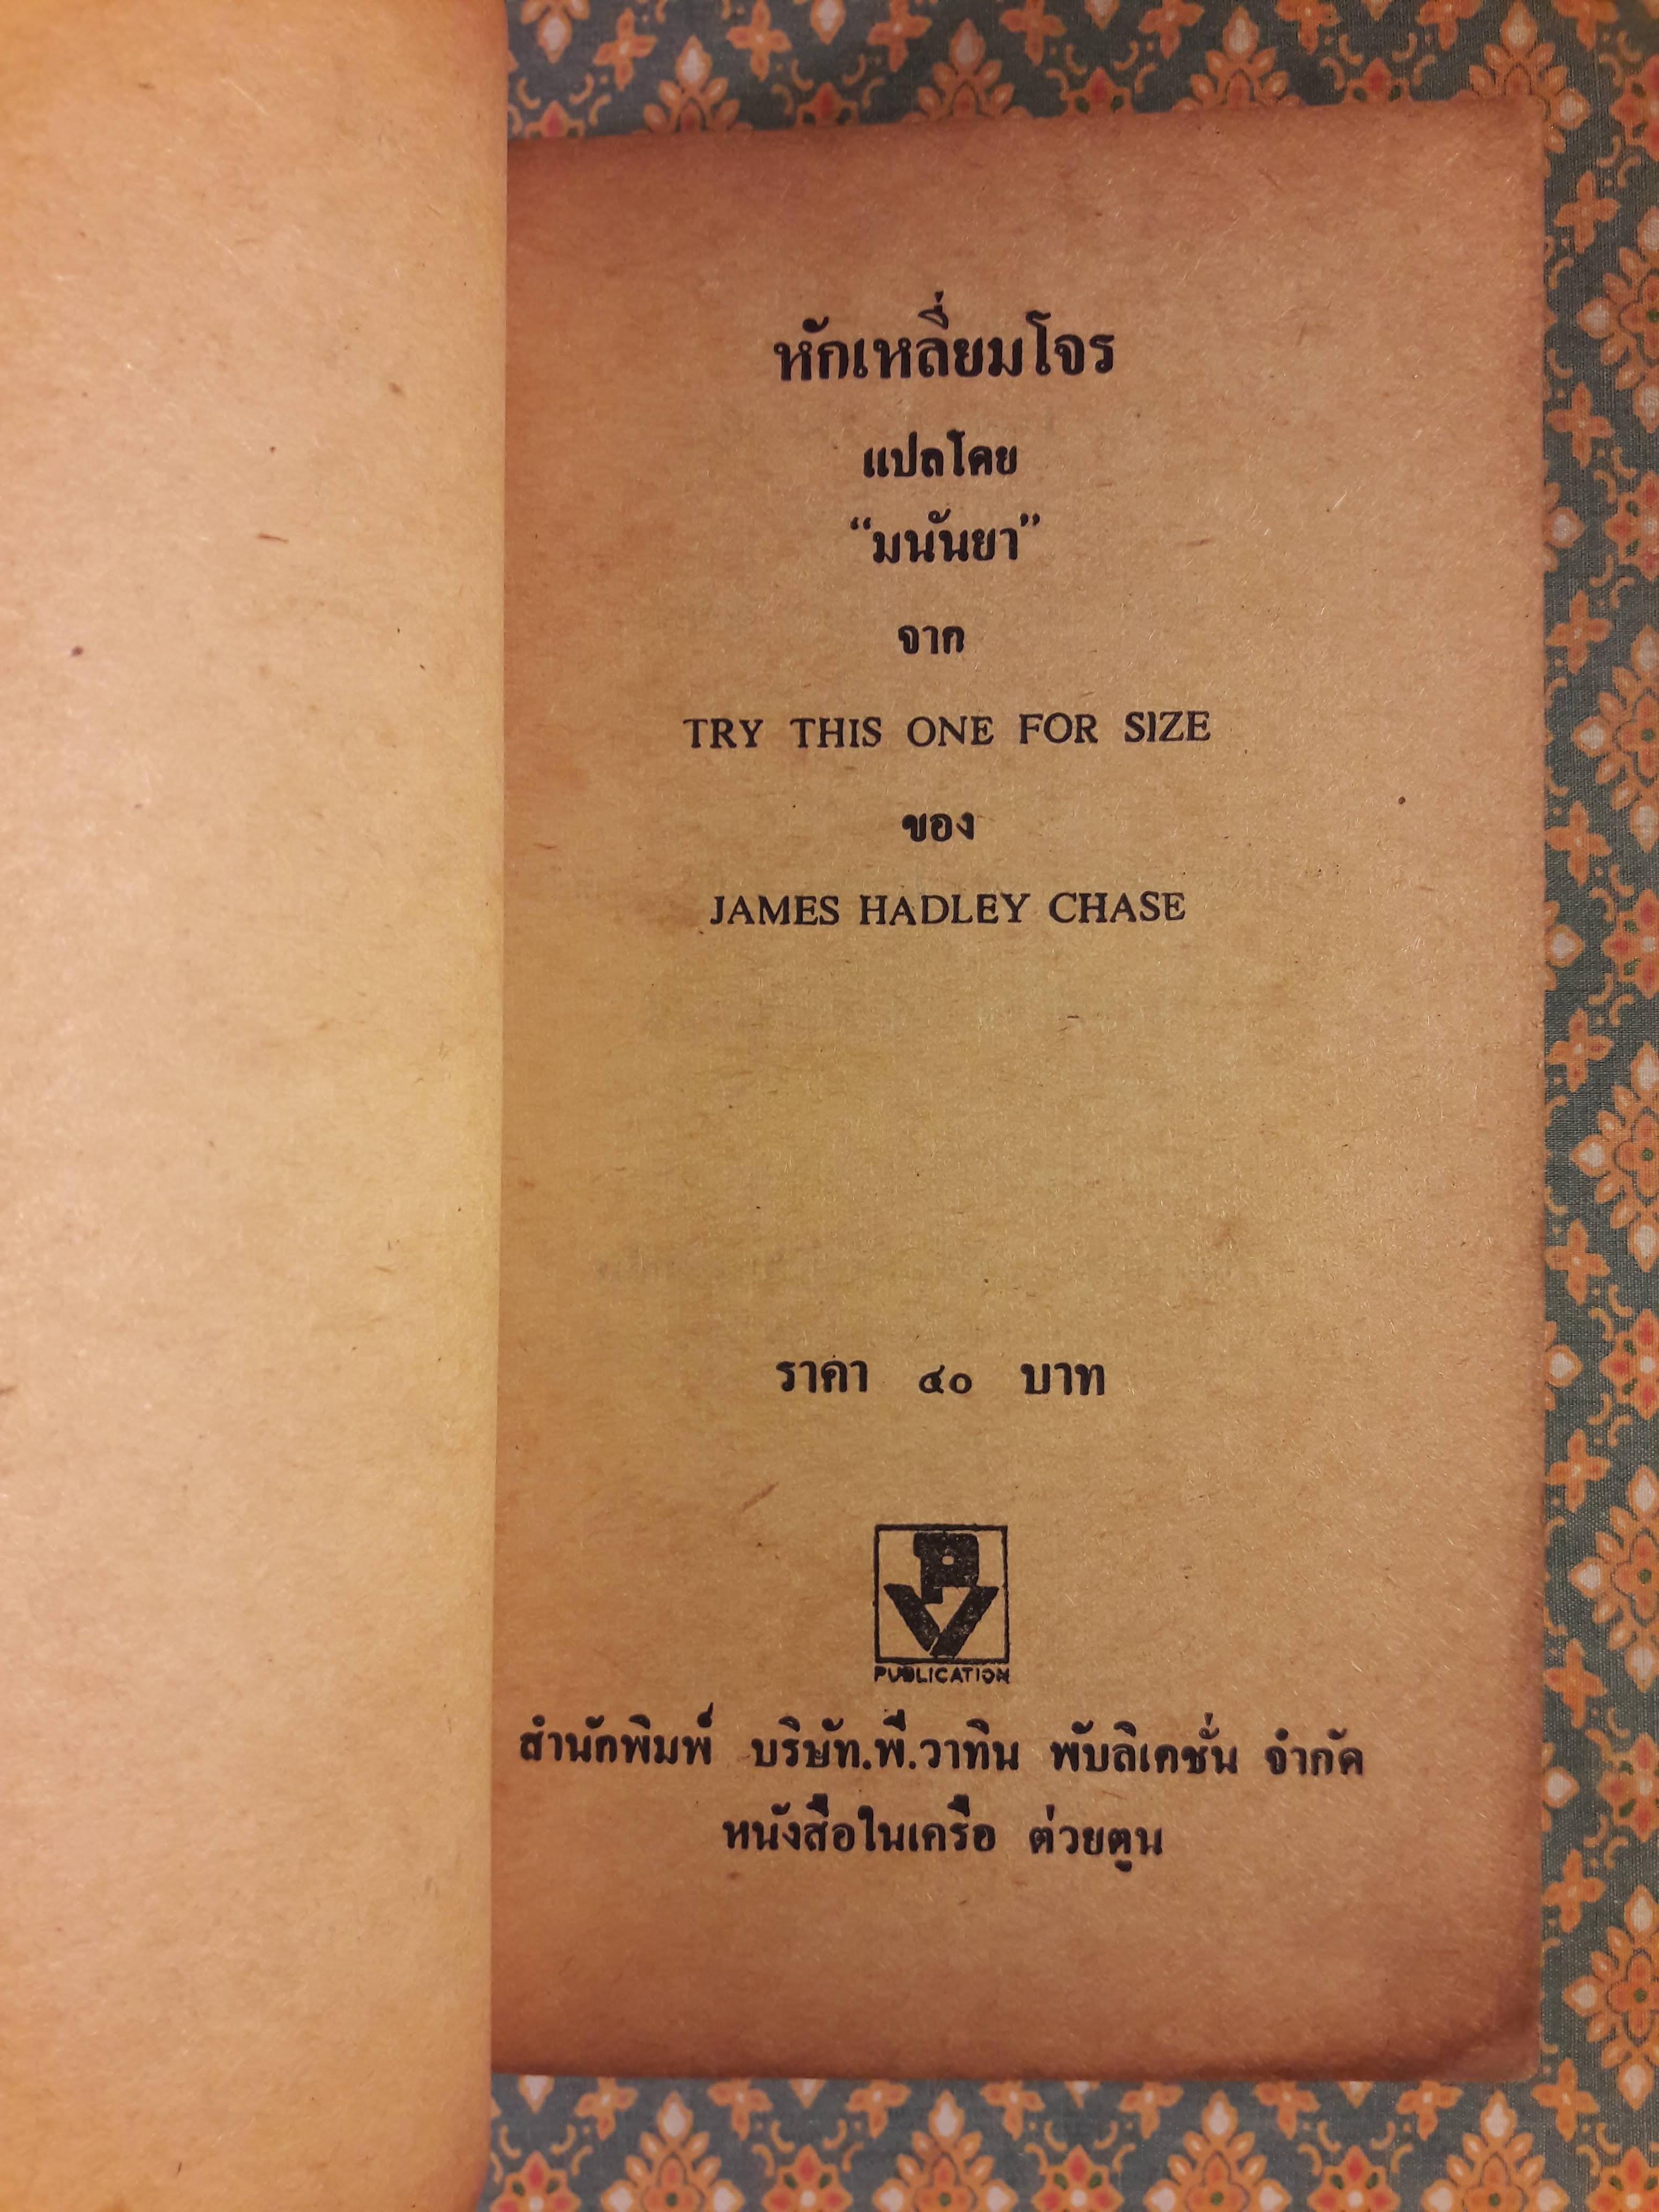 หักเหลี่ยมโจร
แปลโดย
“มนันยา”
จาก
TRY THIS ONE FOR SIZE
ของ
JAMES HADLEY CHASE
ราคา ๔๐ บาท
PV
PUBLICATION
สำนักพิมพ์ บริษัท.พี.วาทิน พับลิเคชั่น จำกัด
หนังสือในเครือ ต่วยตูน